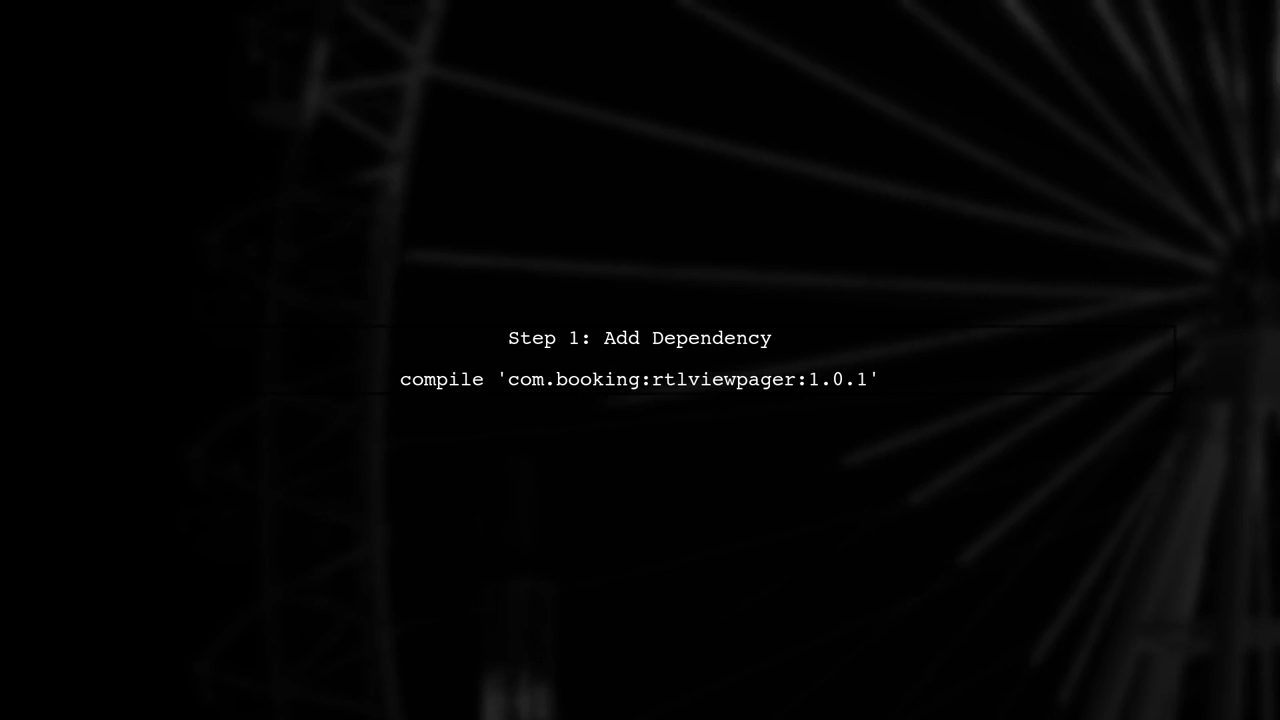 Step 1: Add Dependency
compile 'com.booking:rtlviewpager:1.0.1'